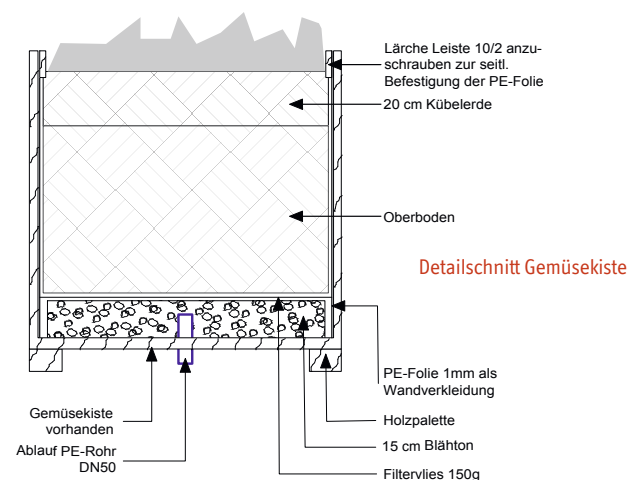 Lärche Leiste 10/2 anzu-
schrauben zur seitl.
Befestigung der PE-Folie
20 cm Kübelerde
Oberboden
Detailschnitt Gemüsekiste
PE-Folie 1mm als
Wandverkleidung
Gemüsekiste
vorhanden
Holzpalette
Ablauf PE-Rohr
DN50
15 cm Blähton
Filtervlies 150g